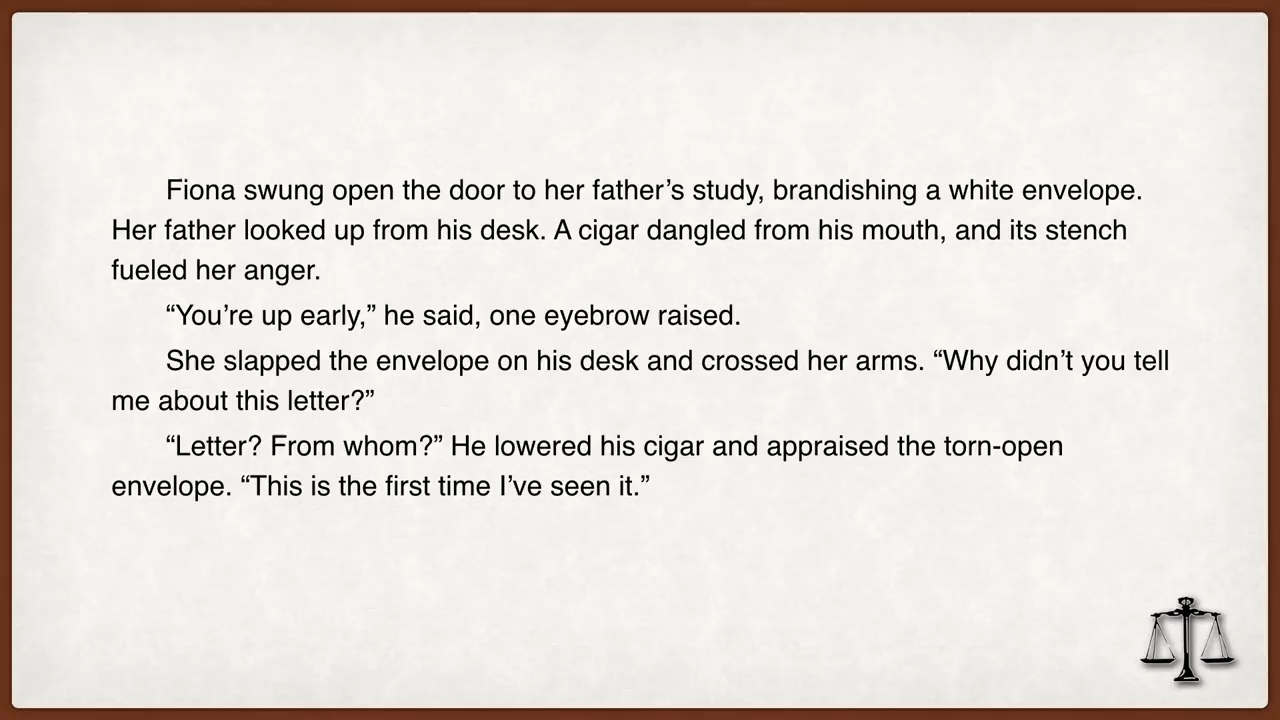 Fiona swung open the door to her father’s study, brandishing a white envelope.
Her father looked up from his desk. A cigar dangled from his mouth, and its stench
fueled her anger.
“You’re up early,” he said, one eyebrow raised.
She slapped the envelope on his desk and crossed her arms. “Why didn’t you tell
me about this letter?”
“Letter? From whom?” He lowered his cigar and appraised the torn-open
envelope. “This is the first time I’ve seen it.”